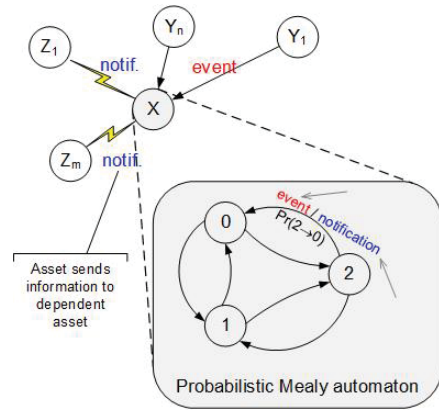 Z1
Yn
Y1
notif.
event
X
Zm
notif.
Asset sends
information to
dependent
asset
event / notification
Pr(2→0)
0
2
1
Probabilistic Mealy automaton